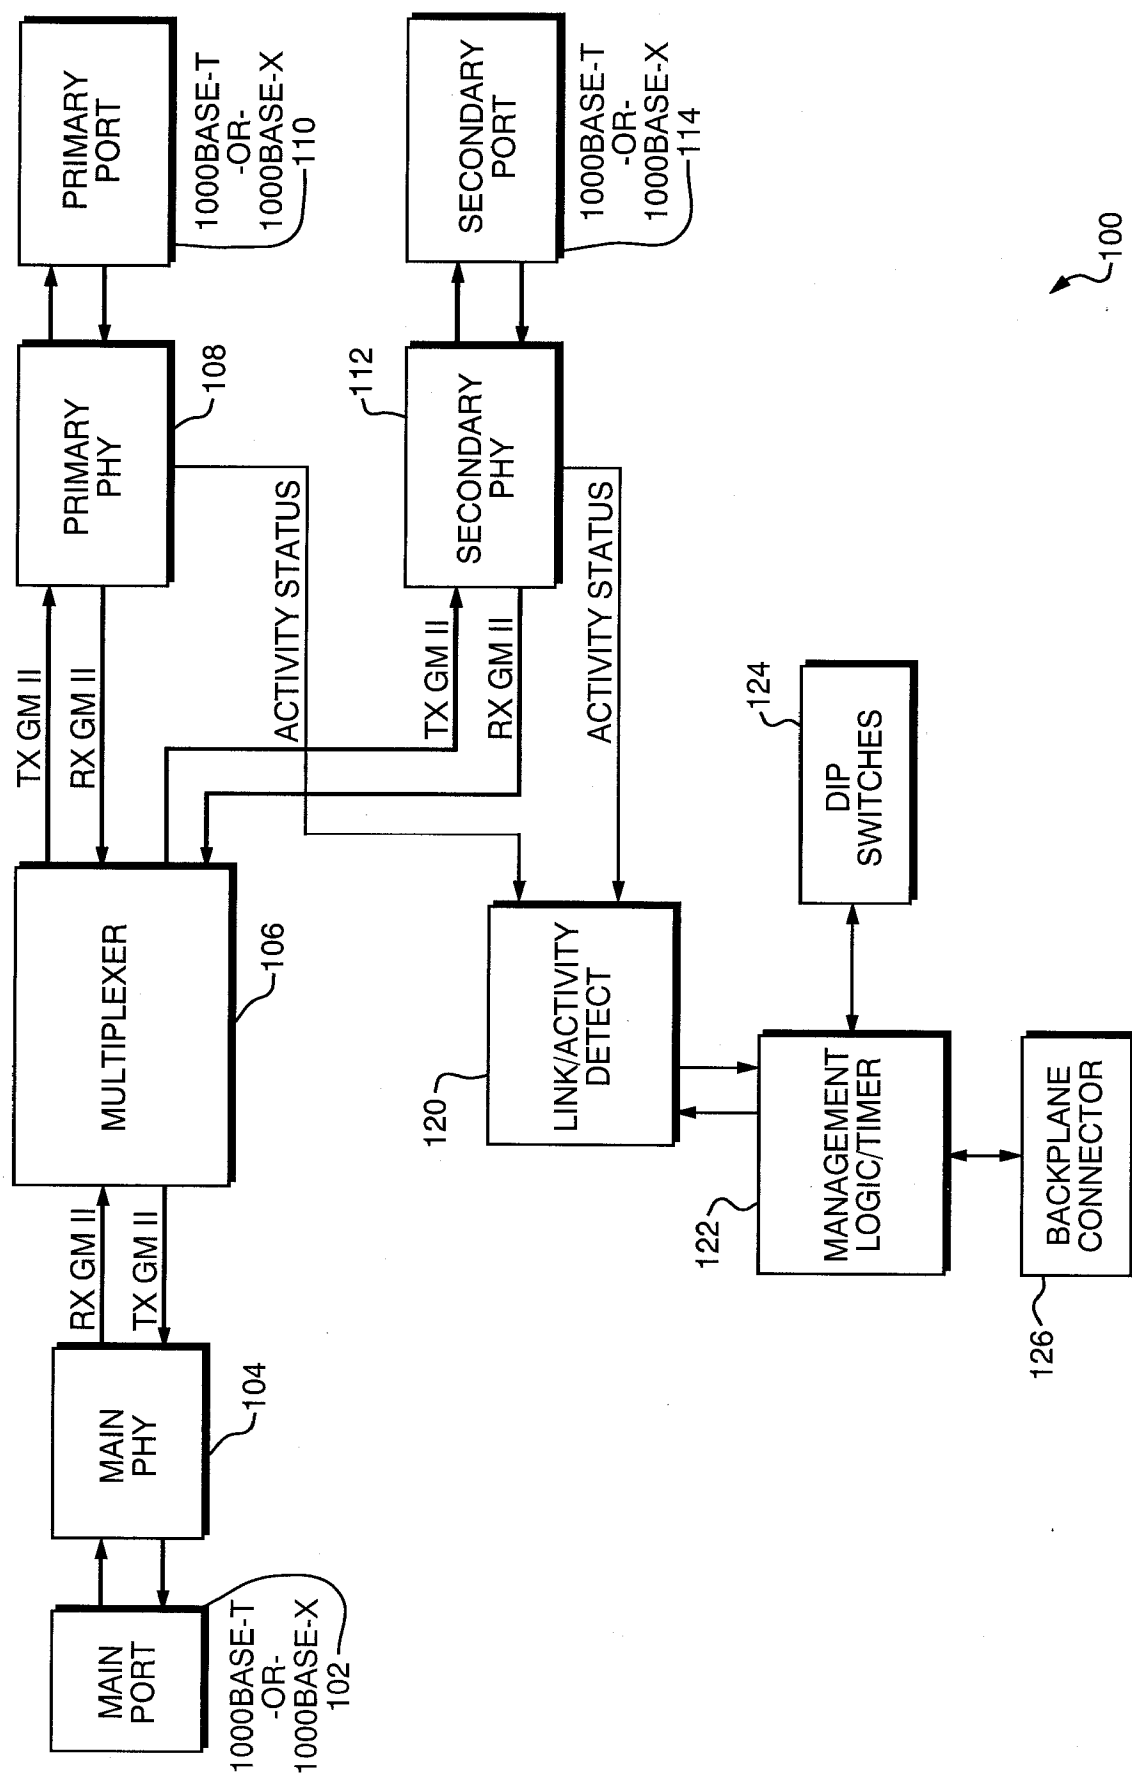 MAIN
PORT
1000BASE-T
-OR-
1000BASE-X
102
MAIN
PHY
104
RX GM II
TX GM II
MULTIPLEXER
106
TX GM II
RX GM II
PRIMARY
PHY
108
PRIMARY
PORT
1000BASE-T
-OR-
1000BASE-X
110
ACTIVITY STATUS
TX GM II
RX GM II
SECONDARY
PHY
112
SECONDARY
PORT
1000BASE-T
-OR-
1000BASE-X
114
ACTIVITY STATUS
LINK/ACTIVITY
DETECT
120
MANAGEMENT
LOGIC/TIMER
122
DIP
SWITCHES
124
BACKPLANE
CONNECTOR
126
100